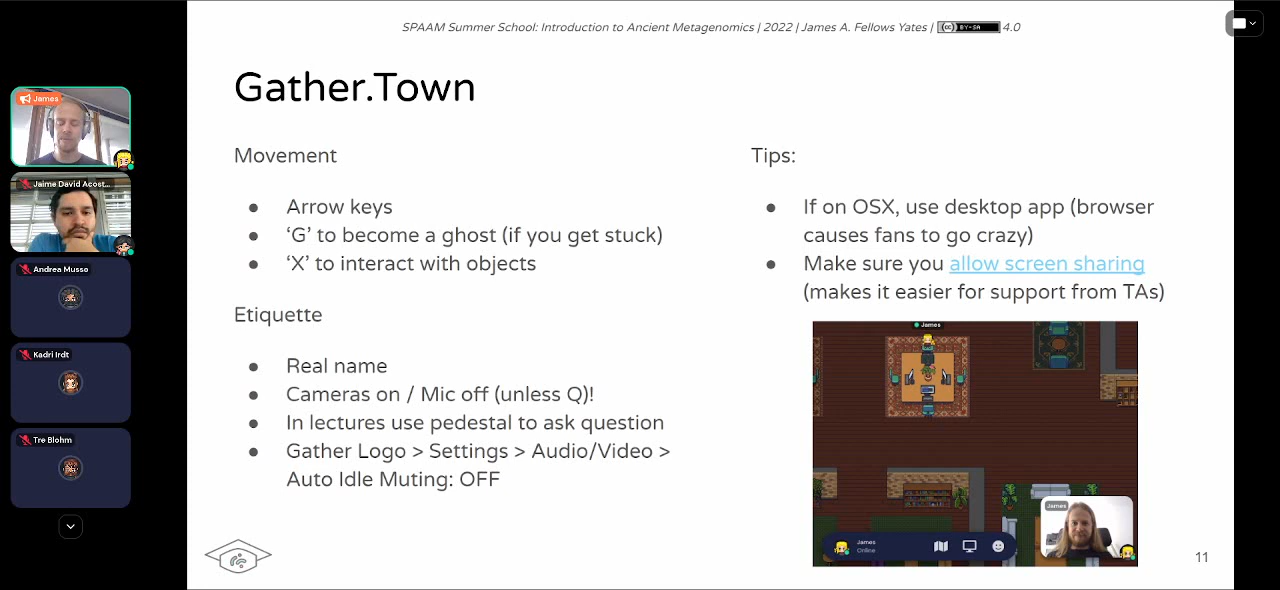 SPAAM Summer School: Introduction to Ancient Metagenomics | 2022 | James A. Fellows Yates | CC BY-SA 4.0
Gather.Town
Movement
● Arrow keys
● ‘G’ to become a ghost (if you get stuck)
● ‘X’ to interact with objects
Etiquette
● Real name
● Cameras on / Mic off (unless Q)!
● In lectures use pedestal to ask question
● Gather Logo > Settings > Audio/Video >
Auto Idle Muting: OFF
Tips:
● If on OSX, use desktop app (browser
causes fans to go crazy)
● Make sure you allow screen sharing
(makes it easier for support from TAs)
James
James
James
Online
11
James
Jaime David Acost...
Andrea Musso
Kadri Irdt
Tre Blohm